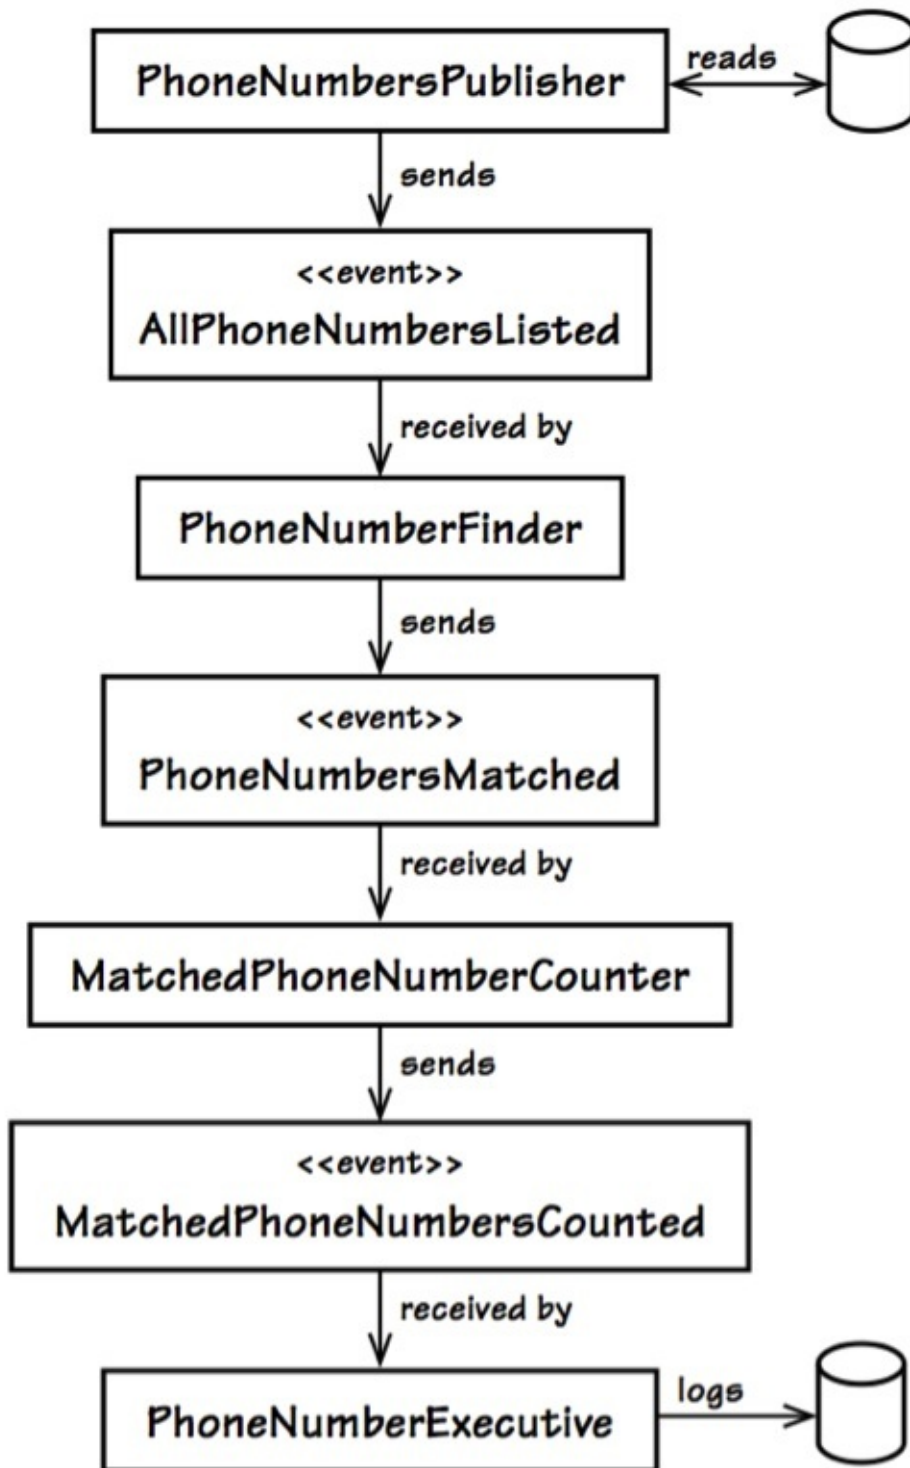 PhoneNumbersPublisher
reads
sends
<<event>>
AllPhoneNumbersListed
received by
PhoneNumberFinder
sends
<<event>>
PhoneNumbersMatched
received by
MatchedPhoneNumberCounter
sends
<<event>>
MatchedPhoneNumbersCounted
received by
PhoneNumberExecutive
logs